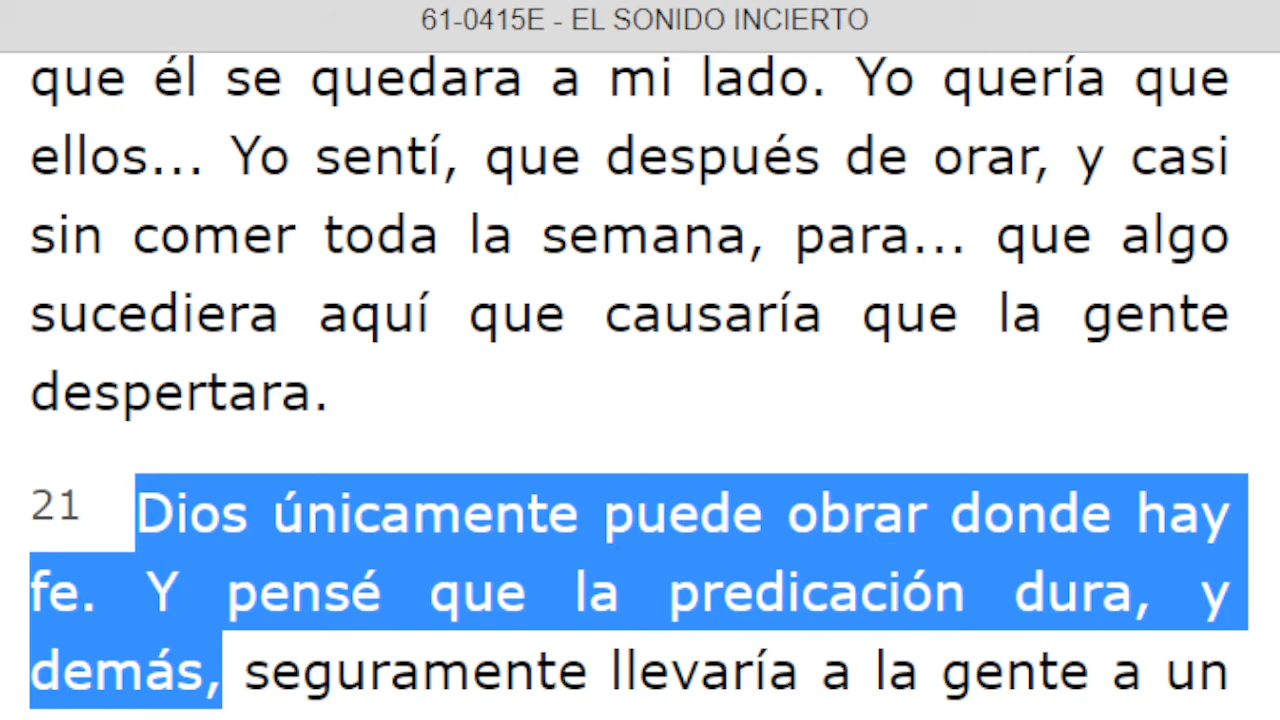 61-0415E - EL SONIDO INCIERTO
que él se quedara a mi lado. Yo quería que
ellos... Yo sentí, que después de orar, y casi
sin comer toda la semana, para... que algo
sucediera aquí que causaría que la gente
despertara.
21 Dios únicamente puede obrar donde hay
fe. Y pensé que la predicación dura, y
demás, seguramente llevaría a la gente a un